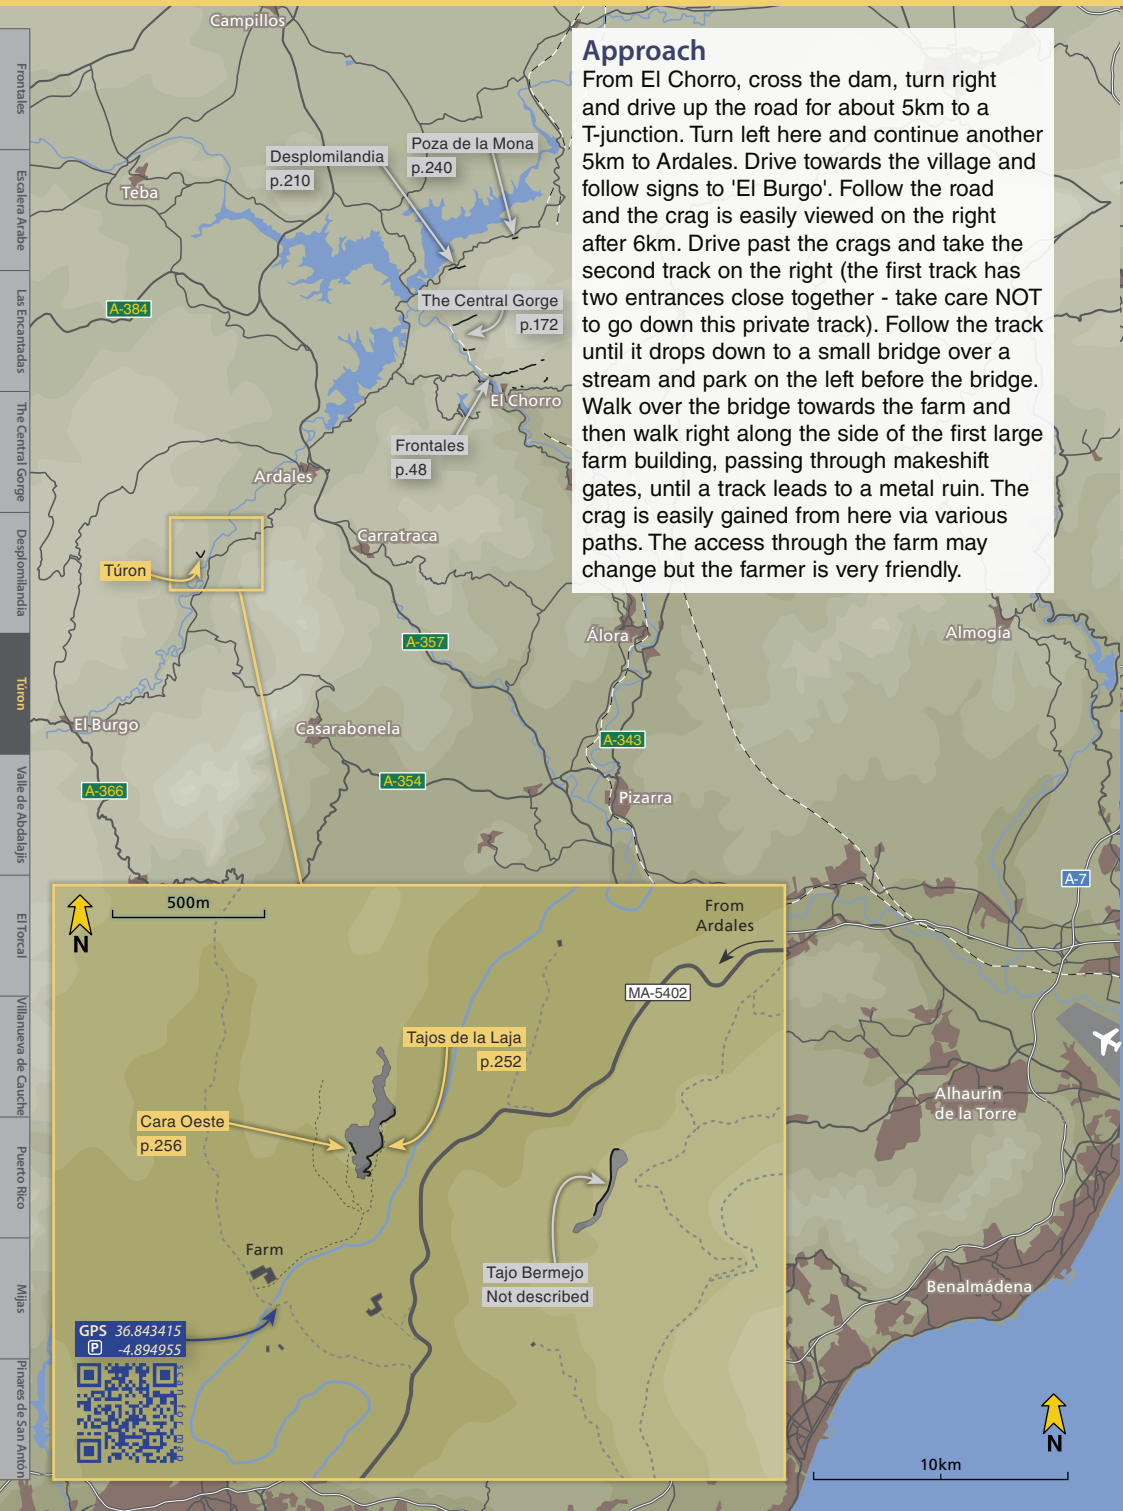 Campillos
Approach
From El Chorro, cross the dam, turn right
and drive up the road for about 5km to a
T-junction. Turn left here and continue another
5km to Ardales. Drive towards the village and
follow signs to 'El Burgo'. Follow the road
and the crag is easily viewed on the right
after 6km. Drive past the crags and take the
second track on the right (the first track has
two entrances close together - take care NOT
to go down this private track). Follow the track
until it drops down to a small bridge over a
stream and park on the left before the bridge.
Walk over the bridge towards the farm and
then walk right along the side of the first large
farm building, passing through makeshift
gates, until a track leads to a metal ruin. The
crag is easily gained from here via various
paths. The access through the farm may
change but the farmer is very friendly.
Frontales
Escalera Arabe
Las Encantadas
The Central Gorge
Desplomilandia
Túron
Valle de Abdalajis
El Torcal
Villanueva de Cauche
Puerto Rico
Mijas
Pinares de San Antón
Poza de la Mona
p.240
Desplomilandia
p.210
Teba
A-384
The Central Gorge
p.172
El Chorro
Frontales
p.48
Ardales
Carratraca
Túron
A-357
Álora
Almogía
El Burgo
Casarabonela
A-343
A-354
A-366
Pizarra
A-7
500m
N
From
Ardales
MA-5402
Tajos de la Laja
p.252
Cara Oeste
p.256
Farm
Tajo Bermejo
Not described
GPS 36.843415
P -4.894955
scan for map
Alhaurin
de la Torre
Benalmádena
N
10km